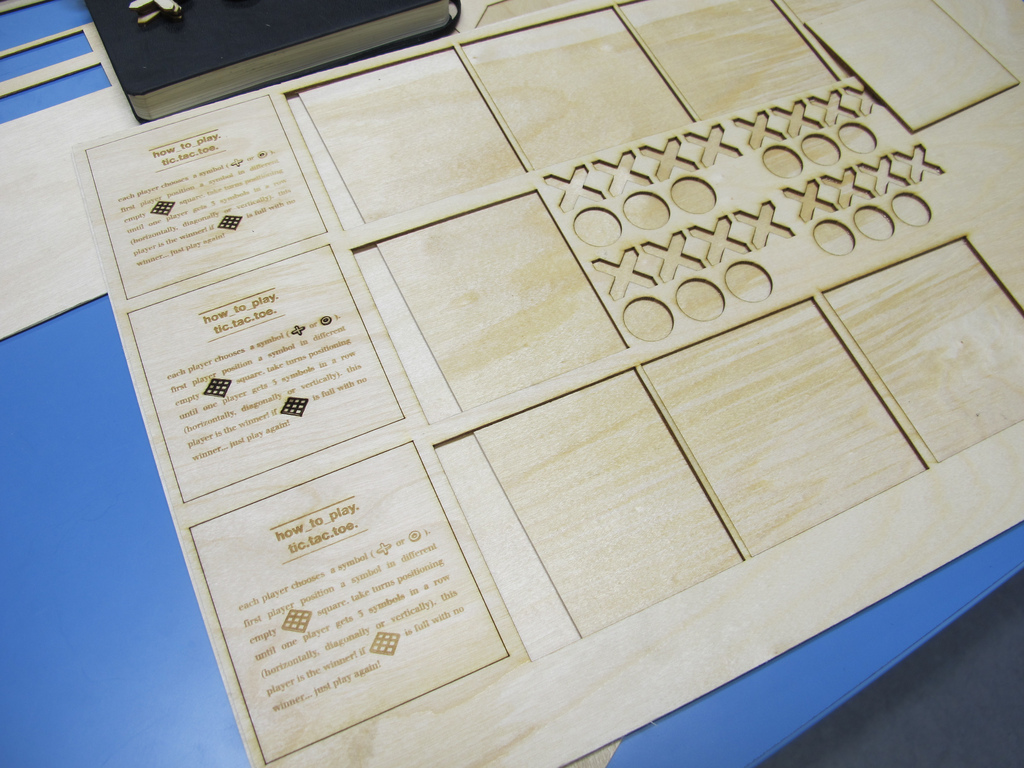 how_to_play.
tic.tac.toe.
each player chooses a symbol ( or ).
first player position a symbol in different
empty square. take turns positioning
until one player gets 3 symbols in a row
(horizontally, diagonally or vertically). this
player is the winner! if is full with no
winner... just play again!
how_to_play.
tic.tac.toe.
each player chooses a symbol ( or ).
first player position a symbol in different
empty square. take turns positioning
until one player gets 3 symbols in a row
(horizontally, diagonally or vertically). this
player is the winner! if is full with no
winner... just play again!
how_to_play.
tic.tac.toe.
each player chooses a symbol ( or ).
first player position a symbol in different
empty square. take turns positioning
until one player gets 3 symbols in a row
(horizontally, diagonally or vertically). this
player is the winner! if is full with no
winner... just play again!